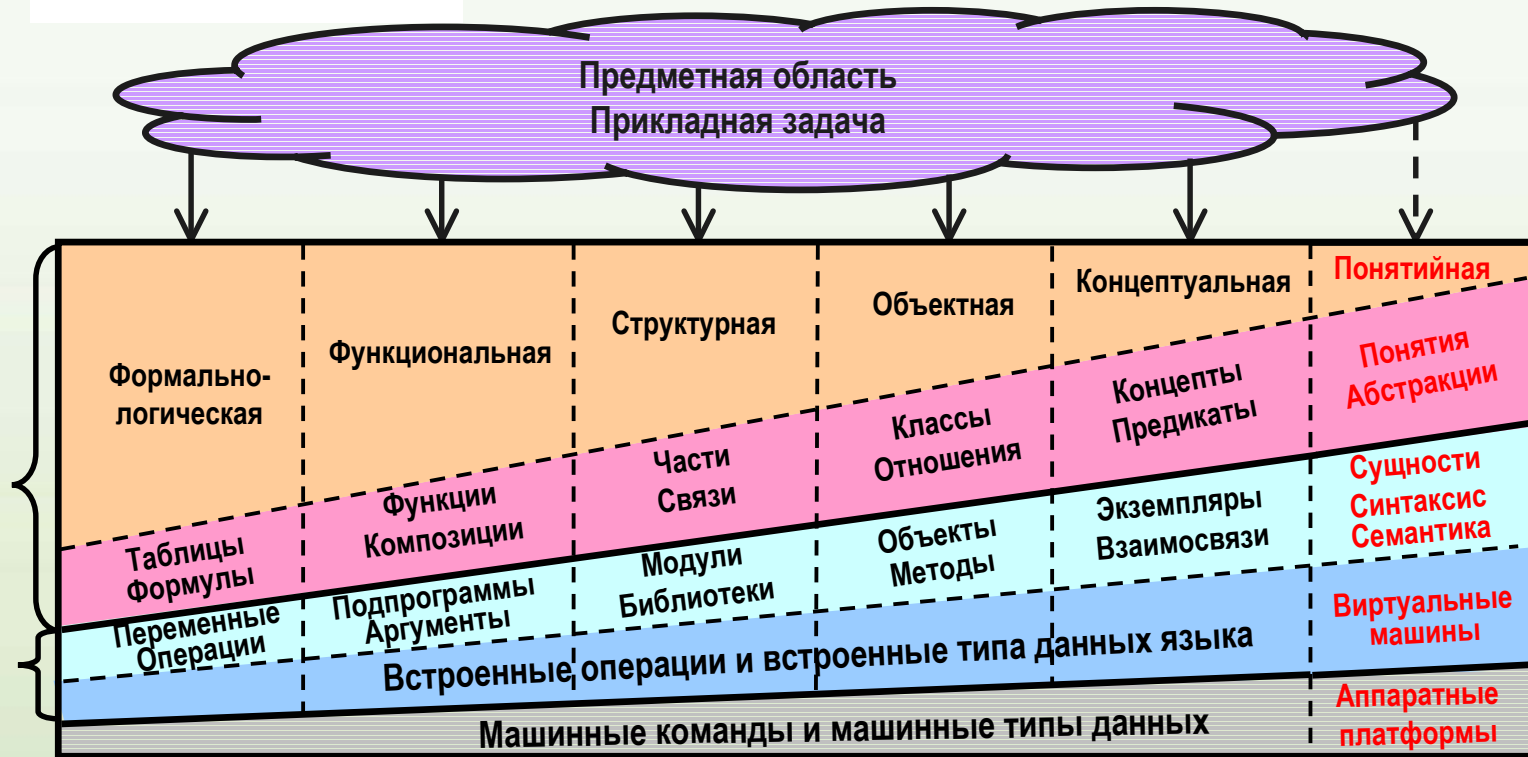 Предметная область
Прикладная задача
Формально-
логическая
Функциональная
Структурная
Объектная
Концептуальная
Понятийная
Таблицы
Формулы
Функции
Композиции
Части
Связи
Классы
Отношения
Концепты
Предикаты
Понятия
Абстракции
Переменные
Операции
Подпрограммы
Аргументы
Модули
Библиотеки
Объекты
Методы
Экземпляры
Взаимосвязи
Сущности
Синтаксис
Семантика
Встроенные операции и встроенные типа данных языка
Виртуальные
машины
Машинные команды и машинные типы данных
Аппаратные
платформы